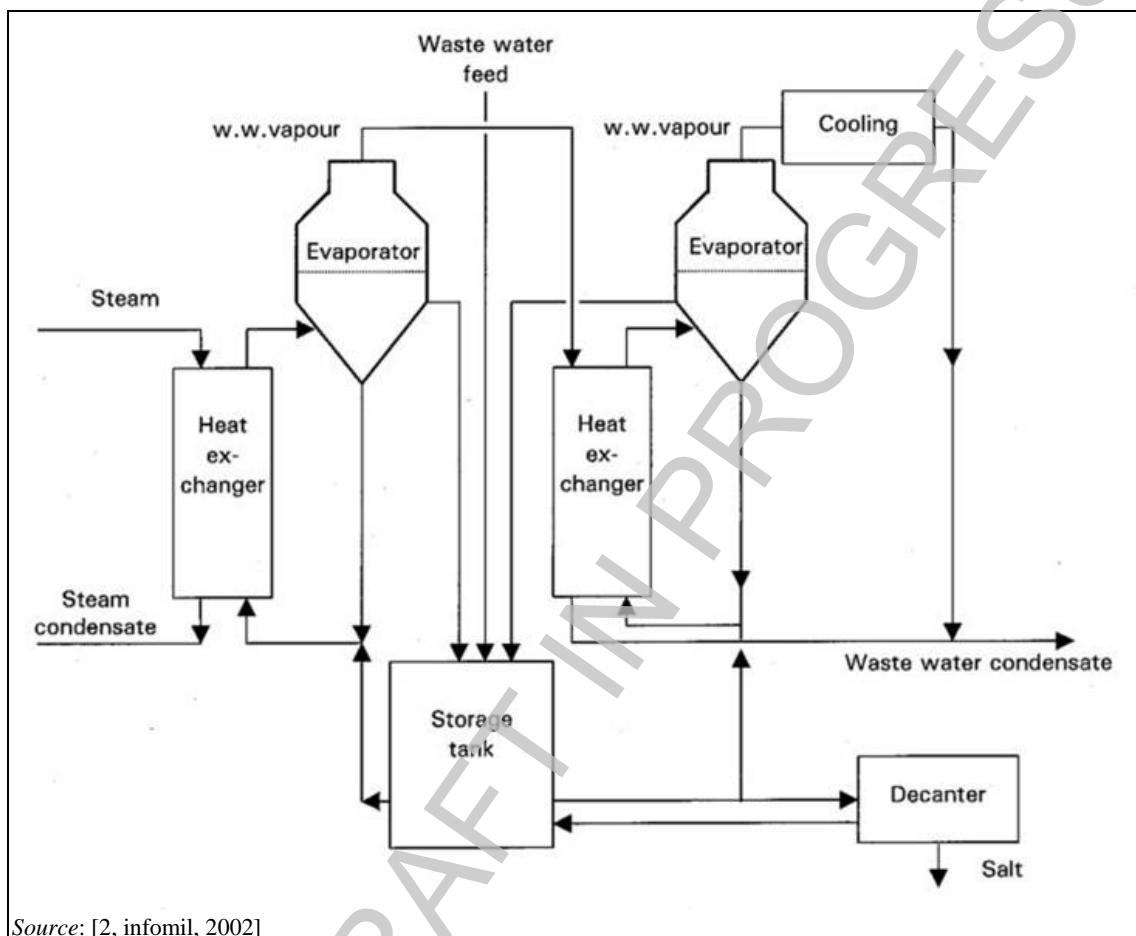 Waste water
feed
w.w.vapour
w.w.vapour
Cooling
Evaporator
Evaporator
Steam
Heat
ex-
changer
Heat
ex-
changer
Steam
condensate
Waste water condensate
Storage
tank
Decanter
Salt
Source: [2, infomil, 2002]
RAFT IN PROGRESS